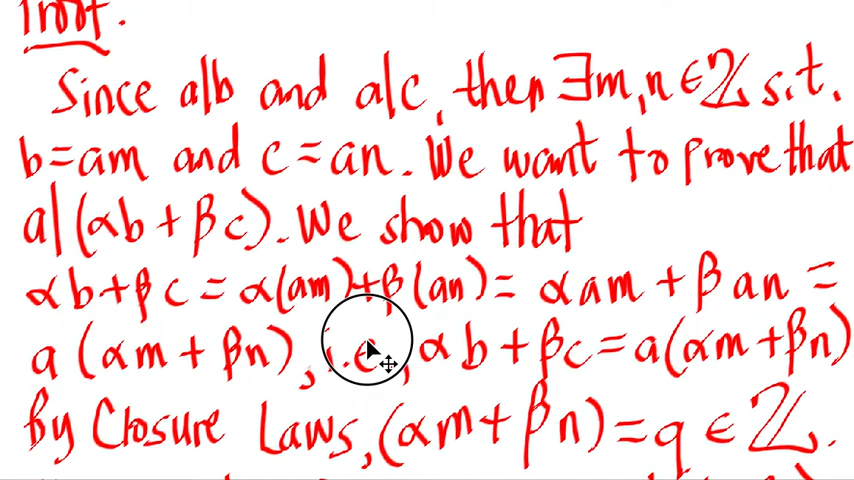 Proof.
Since a|b and a|c, then ∃m,n∈ℤ s.t.
b=am and c=an. We want to prove that
a|(αb+βc). We show that
αb+βc=α(am)+β(an)=αam+βan=
a(αm+βn), i.e., αb+βc=a(αm+βn)
By Closure Laws, (αm+βn)=q∈ℤ.